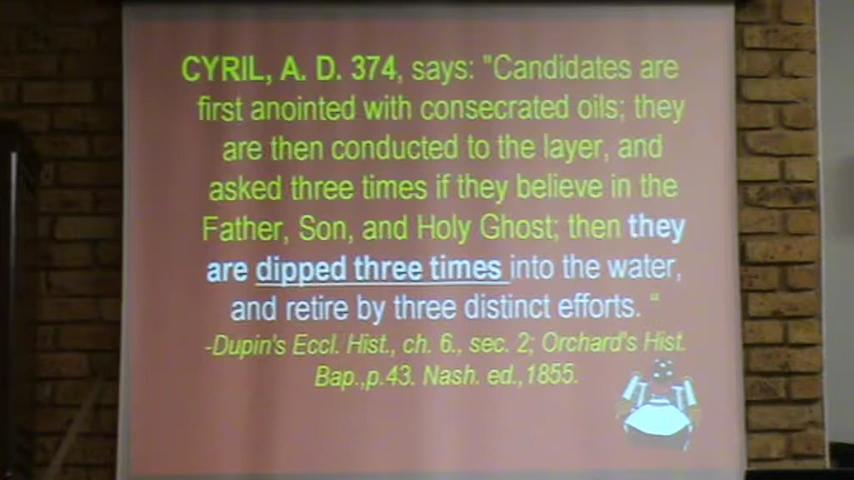 CYRIL, A. D. 374, says: "Candidates are
first anointed with consecrated oils; they
are then conducted to the layer, and
asked three times if they believe in the
Father, Son, and Holy Ghost; then they
are dipped three times into the water,
and retire by three distinct efforts. "
-Dupin's Eccl. Hist., ch. 6., sec. 2; Orchard's Hist.
Bap.,p.43. Nash. ed.,1855.